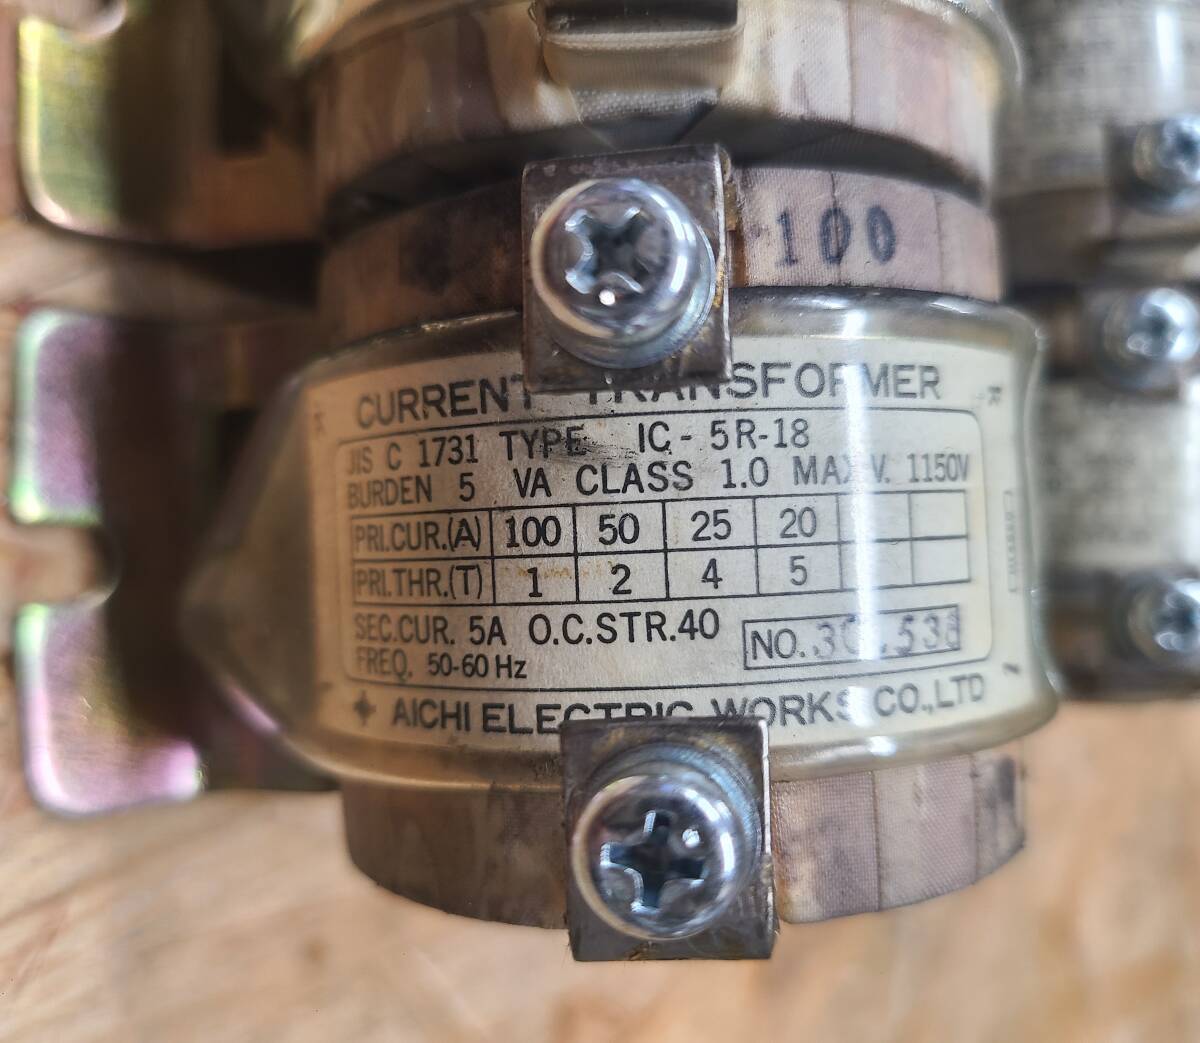 100
CURRENT TRANSFORMER
JIS C 1731 TYPE IC-5R-18
BURDEN 5 VA CLASS 1.0 MAX V. 1150V
PRI.CUR.(A) 100 50 25 20
PRI.THR.(T) 1 2 4 5
SEC.CUR. 5A O.C.STR.40
NO.
FREQ. 50-60 Hz
AICHI ELECTRIC WORKS CO.,LTD